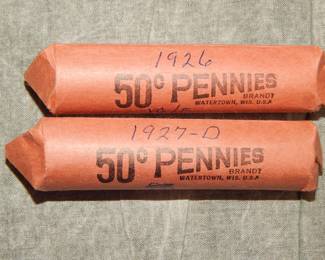 1926
50¢ PENNIES
BRANDT
WATERTOWN, WIS. U.S.A
1927-D
50¢ PENNIES
BRANDT
WATERTOWN, WIS. U.S.A